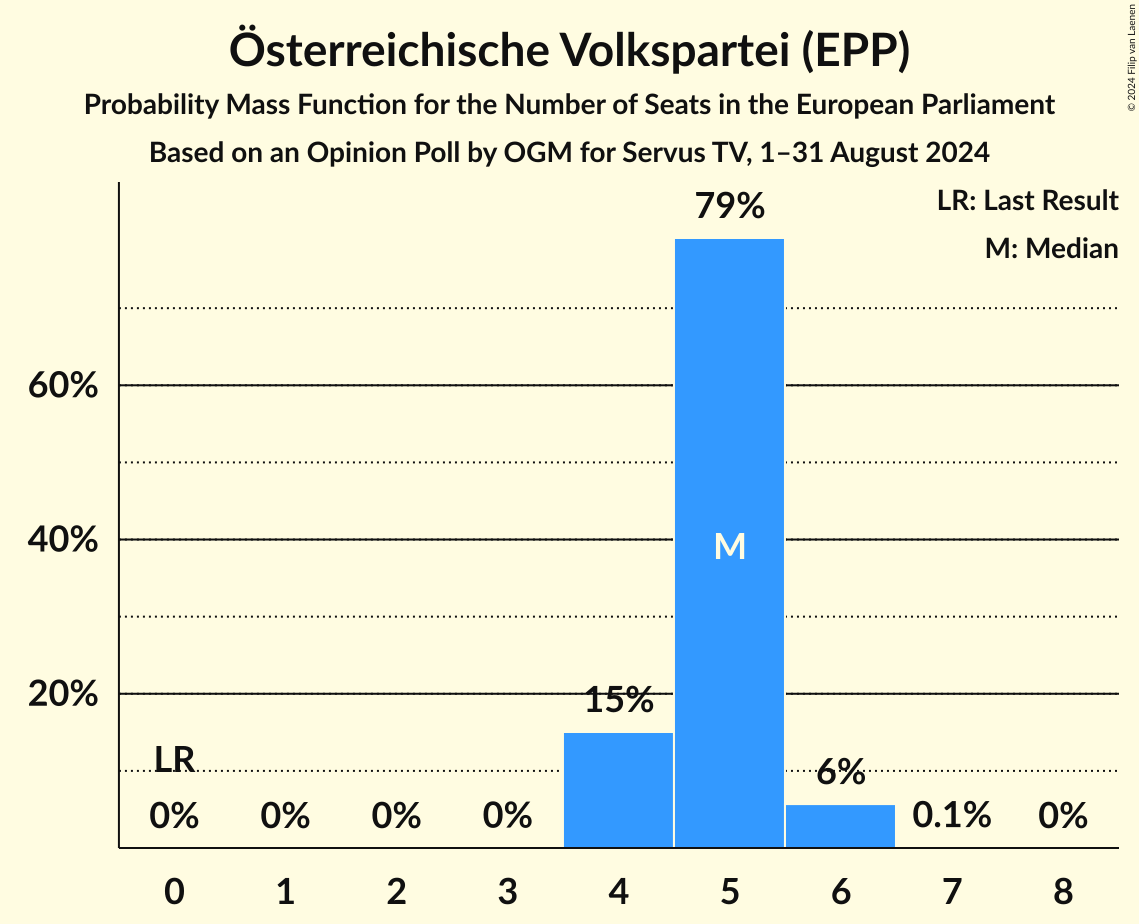 Österreichische Volkspartei (EPP)
Probability Mass Function for the Number of Seats in the European Parliament
Based on an Opinion Poll by OGM for Servus TV, 1–31 August 2024
© 2024 Filip van Laenen
LR: Last Result
M: Median
79%
60%
40%
M
20%
15%
LR
6%
0% 0% 0% 0% 0.1% 0%
0 1 2 3 4 5 6 7 8